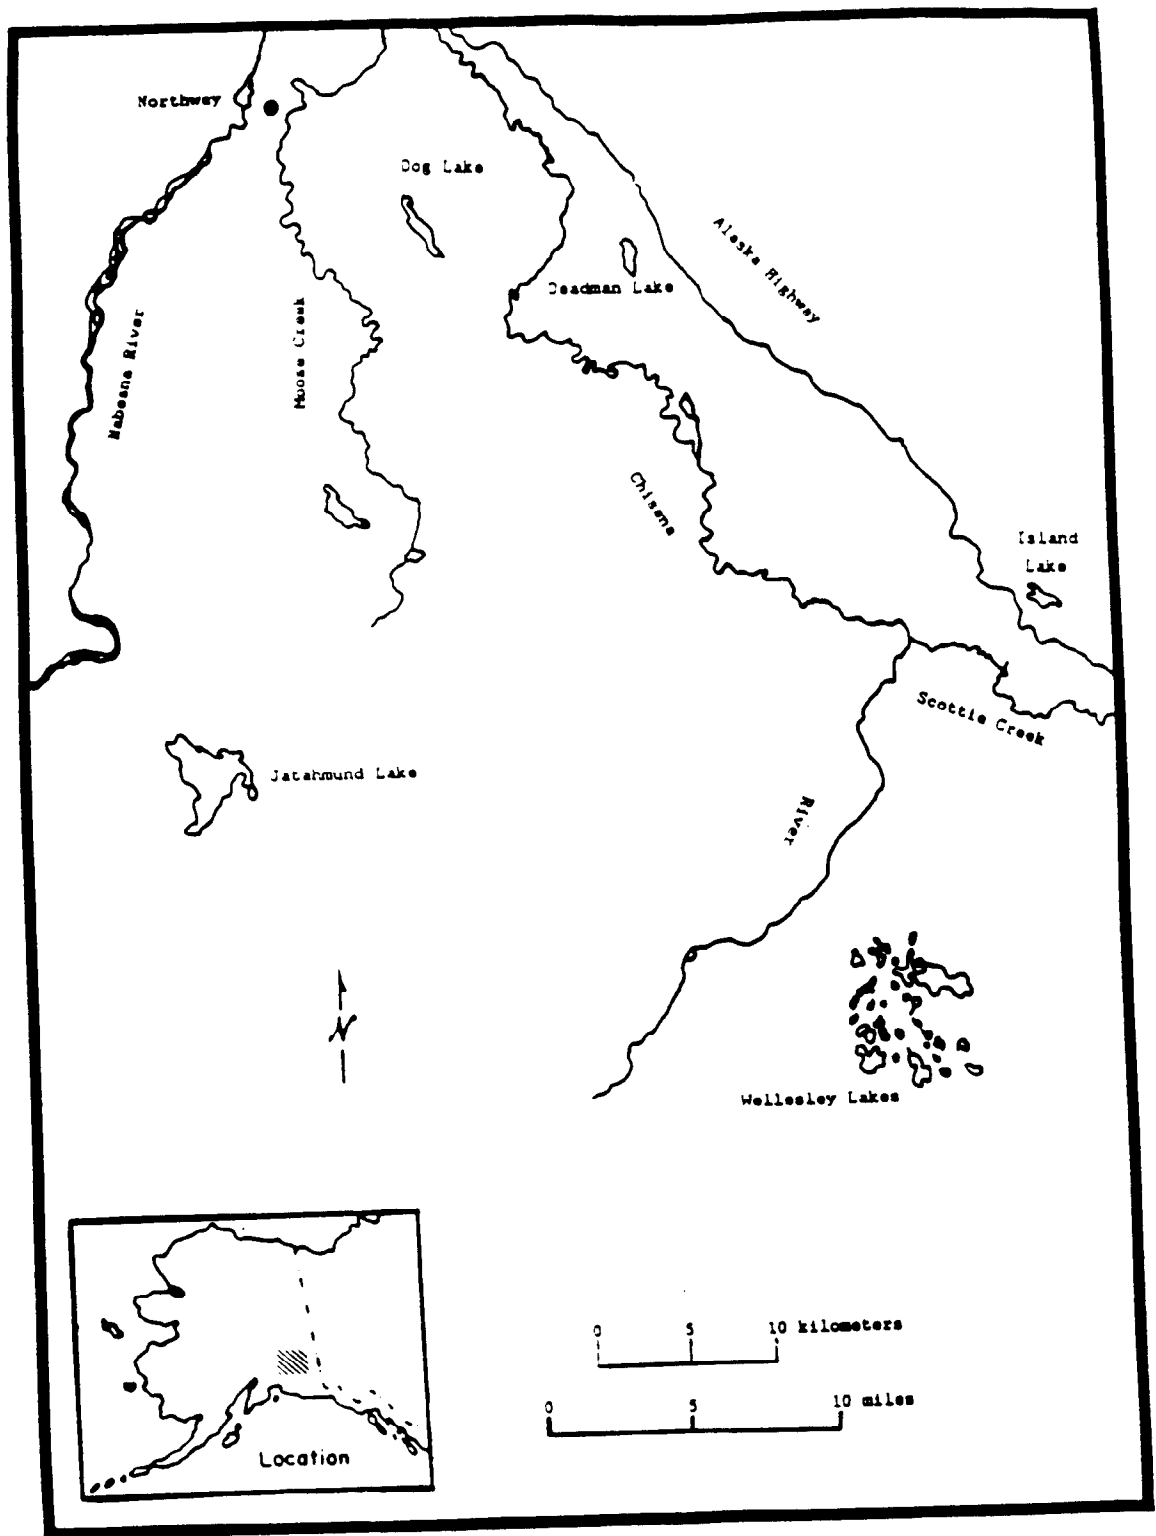 Northway
Dog Lake
Alaska Highway
Deadman Lake
Nabesna River
Moose Creek
Chisana
Island
Lake
Scottie Creek
Jatahmund Lake
River
N
Wellesley Lakes
0 5 10 kilometers
0 5 10 miles
Location